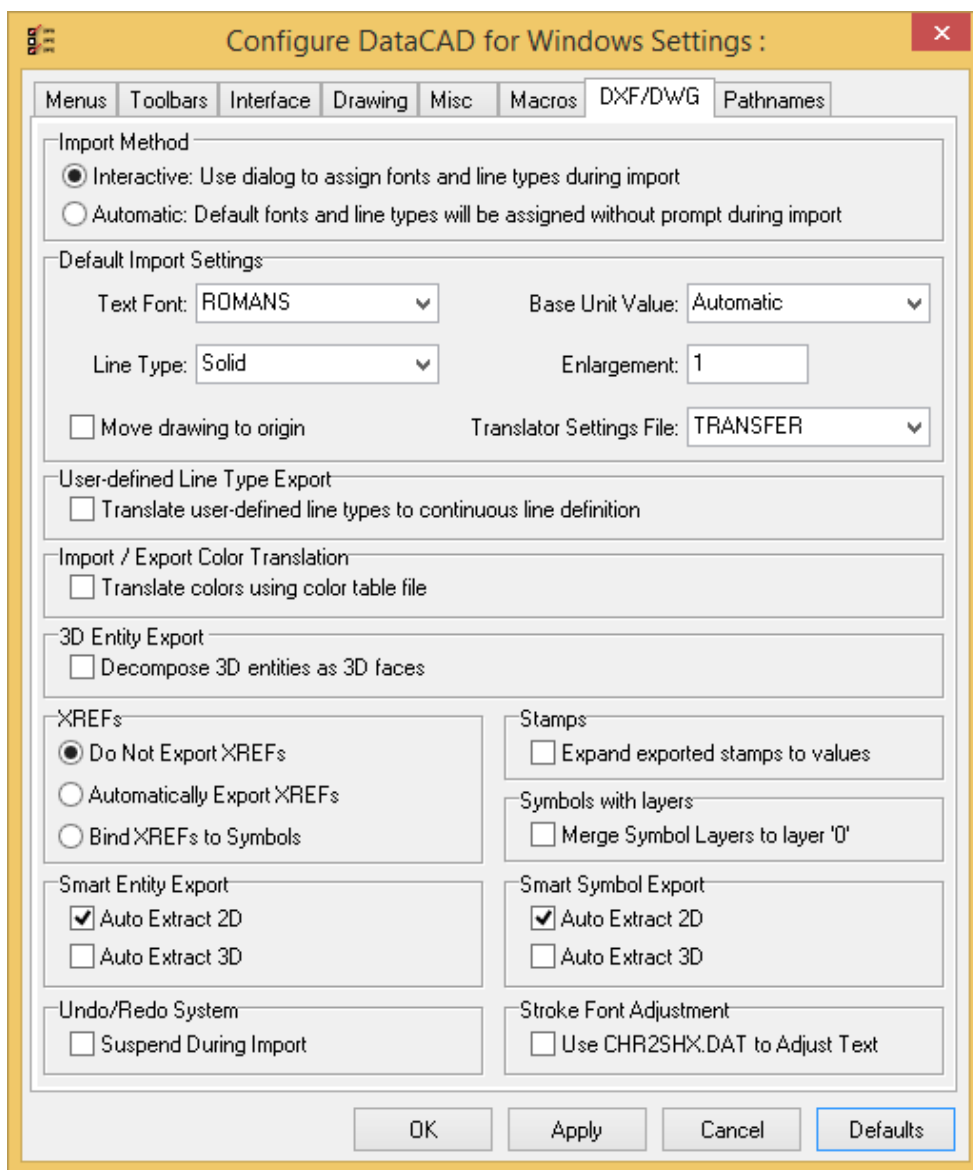 Configure DataCAD for Windows Settings :
Menus Toolbars Interface Drawing Misc Macros DXF/DWG Pathnames
Import Method
Interactive: Use dialog to assign fonts and line types during import
Automatic: Default fonts and line types will be assigned without prompt during import
Default Import Settings
Text Font: ROMANS Base Unit Value: Automatic
Line Type: Solid Enlargement: 1
Move drawing to origin Translator Settings File: TRANSFER
User-defined Line Type Export
Translate user-defined line types to continuous line definition
Import / Export Color Translation
Translate colors using color table file
3D Entity Export
Decompose 3D entities as 3D faces
XREFs
Do Not Export XREFs
Automatically Export XREFs
Bind XREFs to Symbols
Stamps
Expand exported stamps to values
Symbols with layers
Merge Symbol Layers to layer '0'
Smart Entity Export
Auto Extract 2D
Auto Extract 3D
Smart Symbol Export
Auto Extract 2D
Auto Extract 3D
Undo/Redo System
Suspend During Import
Stroke Font Adjustment
Use CHR2SHX.DAT to Adjust Text
OK Apply Cancel Defaults